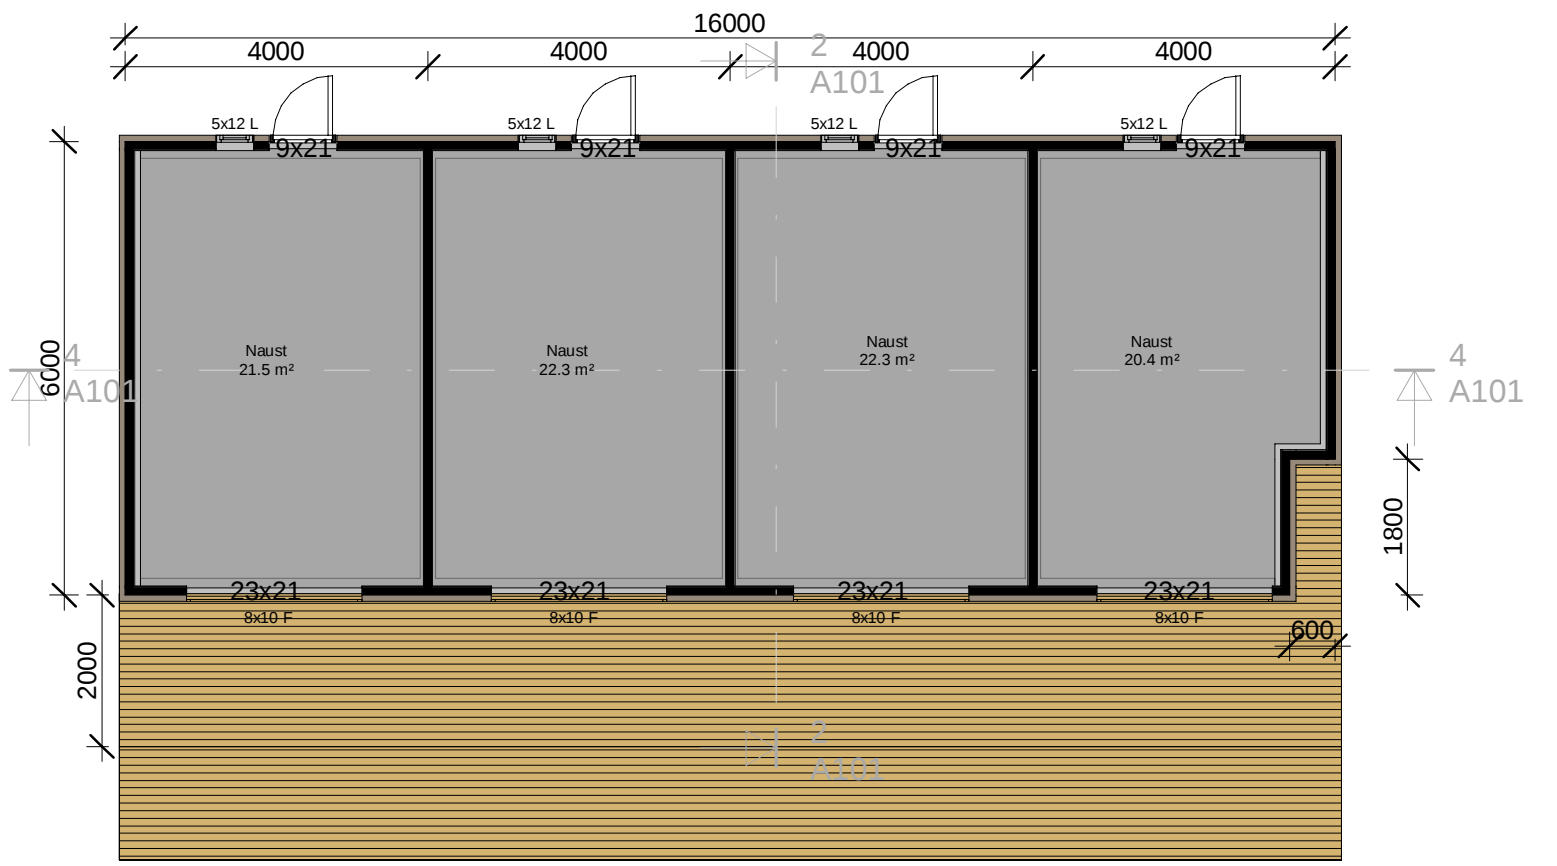 16000
4000 4000 4000 4000
2
A101
5x12 L 5x12 L 5x12 L 5x12 L
9x21 9x21 9x21 9x21
6000
Naust
21.5 m²
Naust
22.3 m²
Naust
22.3 m²
Naust
20.4 m²
4
A101
4
A101
1800
23x21 23x21 23x21 23x21
8x10 F 8x10 F 8x10 F 8x10 F
600
2000
2
A101